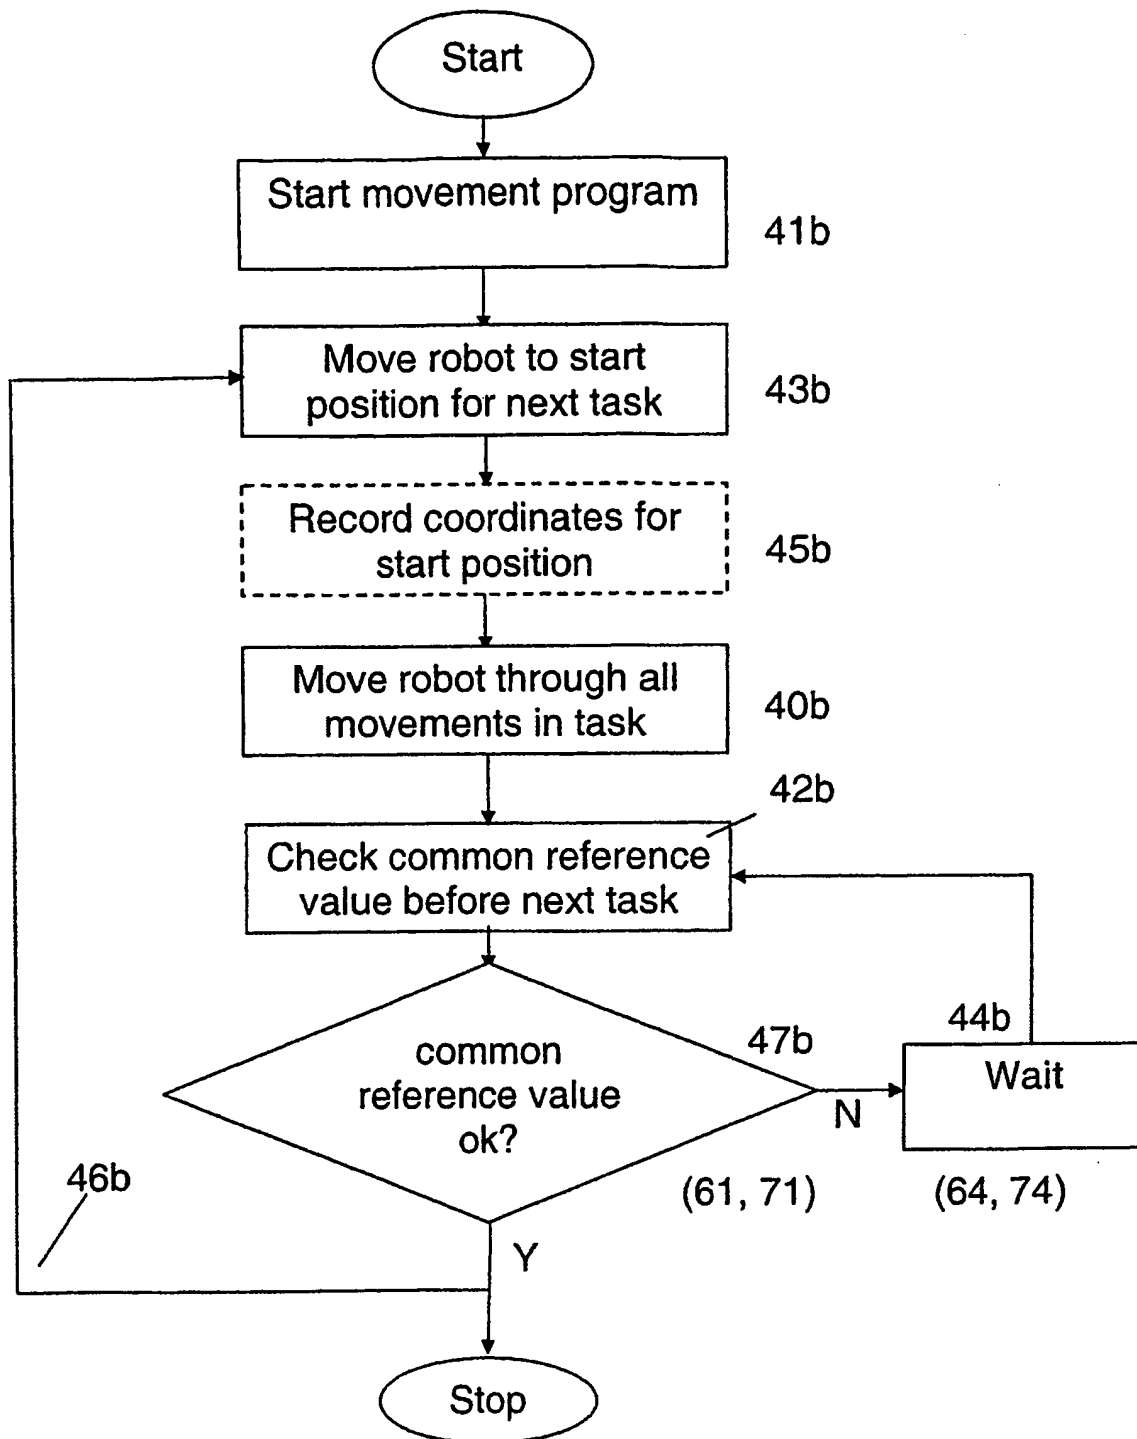 Start
Start movement program
41b
Move robot to start
position for next task
43b
Record coordinates for
start position
45b
Move robot through all
movements in task
40b
42b
Check common reference
value before next task
common
reference value
ok?
47b
N
44b
Wait
(61, 71)
(64, 74)
46b
Y
Stop